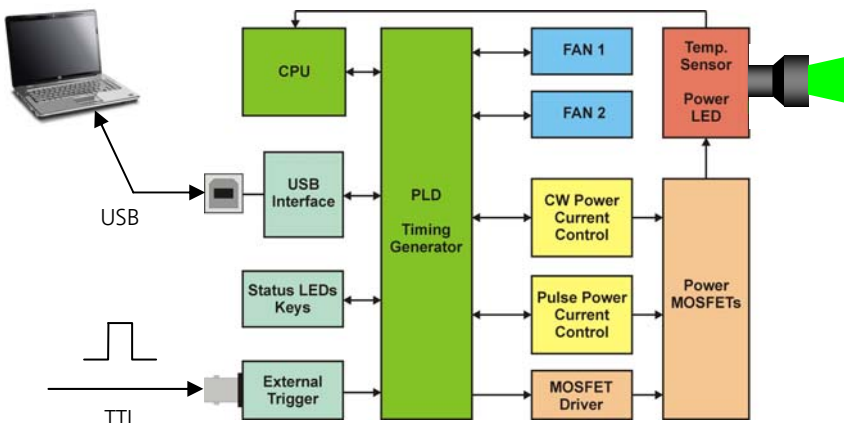 CPU
USB
USB
Interface
Status LEDs
Keys
TTL
External
Trigger
PLD
Timing
Generator
FAN 1
FAN 2
CW Power
Current
Control
Pulse Power
Current
Control
MOSFET
Driver
Temp.
Sensor
Power
LED
Power
MOSFETs